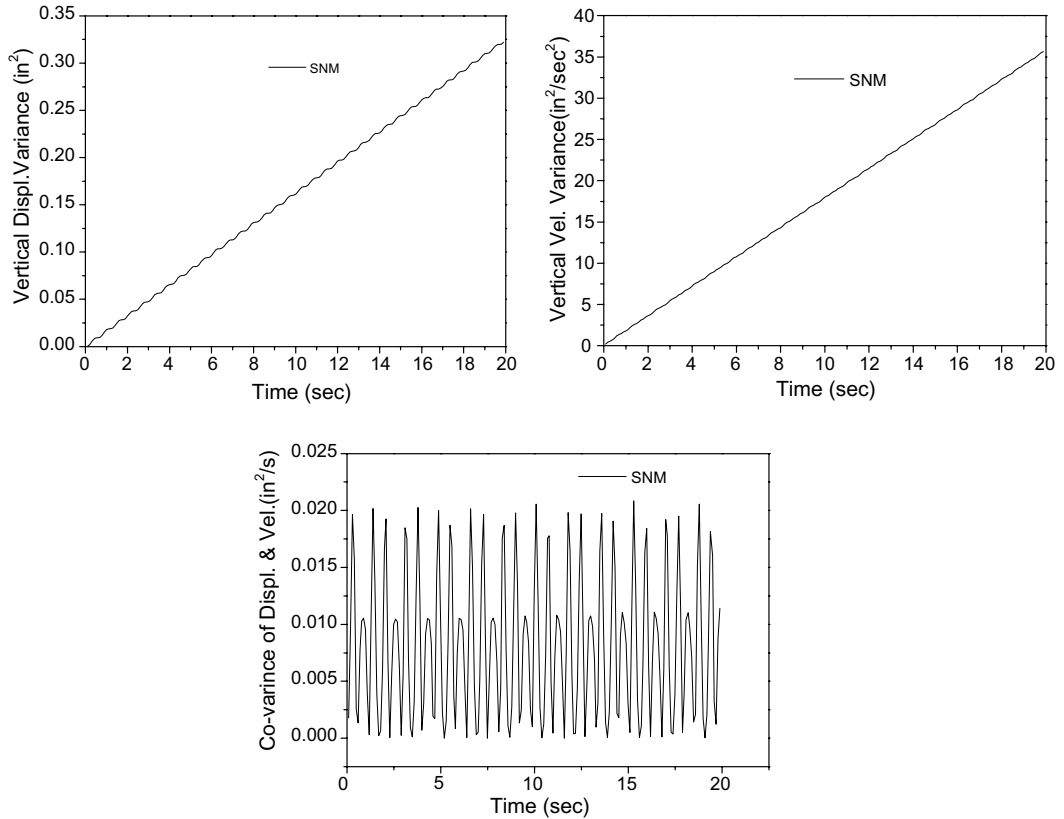 0.35
0.30
0.25
0.20
0.15
0.10
0.05
0.00
Vertical Displ.Variance (in²)
SNM
0 2 4 6 8 10 12 14 16 18 20
Time (sec)
40
35
30
25
20
15
10
5
0
Vertical Vel. Variance(in²/sec²)
SNM
0 2 4 6 8 10 12 14 16 18 20
Time (sec)
0.025
0.020
0.015
0.010
0.005
0.000
Co-varince of Displ. & Vel.(in²/s)
SNM
0 5 10 15 20
Time (sec)